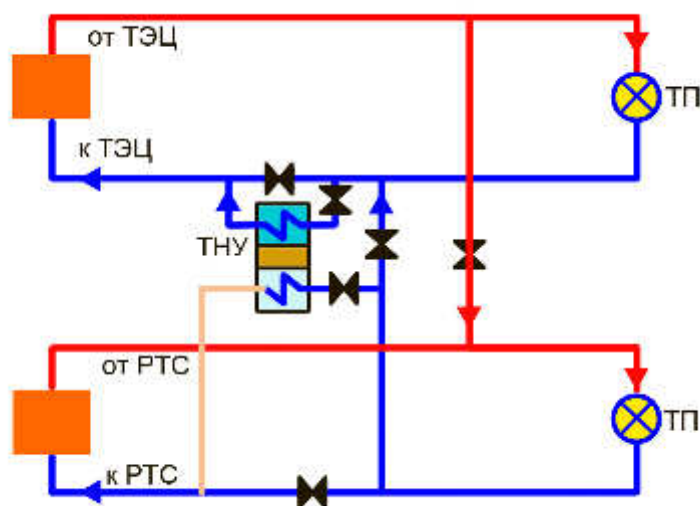 от ТЭЦ
ТП
к ТЭЦ
ТНУ
от РТС
ТП
к РТС